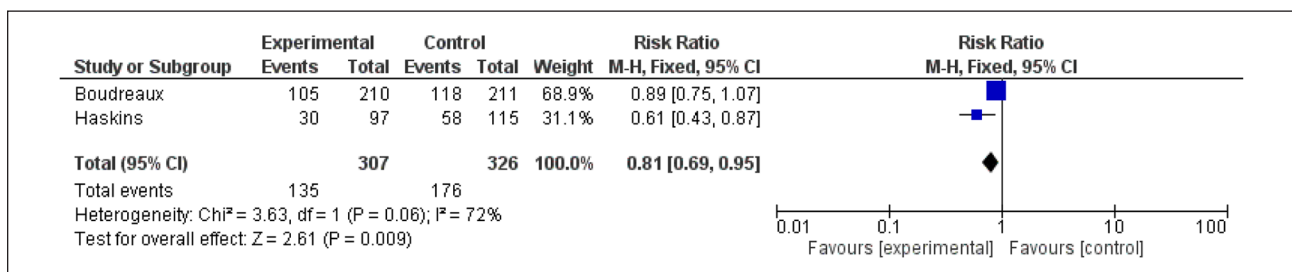 Experimental Control Risk Ratio Risk Ratio
Study or Subgroup Events Total Events Total Weight M-H, Fixed, 95% CI M-H, Fixed, 95% CI
Boudreaux 105 210 118 211 68.9% 0.89 [0.75, 1.07]
Haskins 30 97 58 115 31.1% 0.61 [0.43, 0.87]
Total (95% CI) 307 326 100.0% 0.81 [0.69, 0.95]
Total events 135 176
Heterogeneity: Chi² = 3.63, df = 1 (P = 0.06); I² = 72%
Test for overall effect: Z = 2.61 (P = 0.009)
0.01 0.1 1 10 100
Favours [experimental] Favours [control]